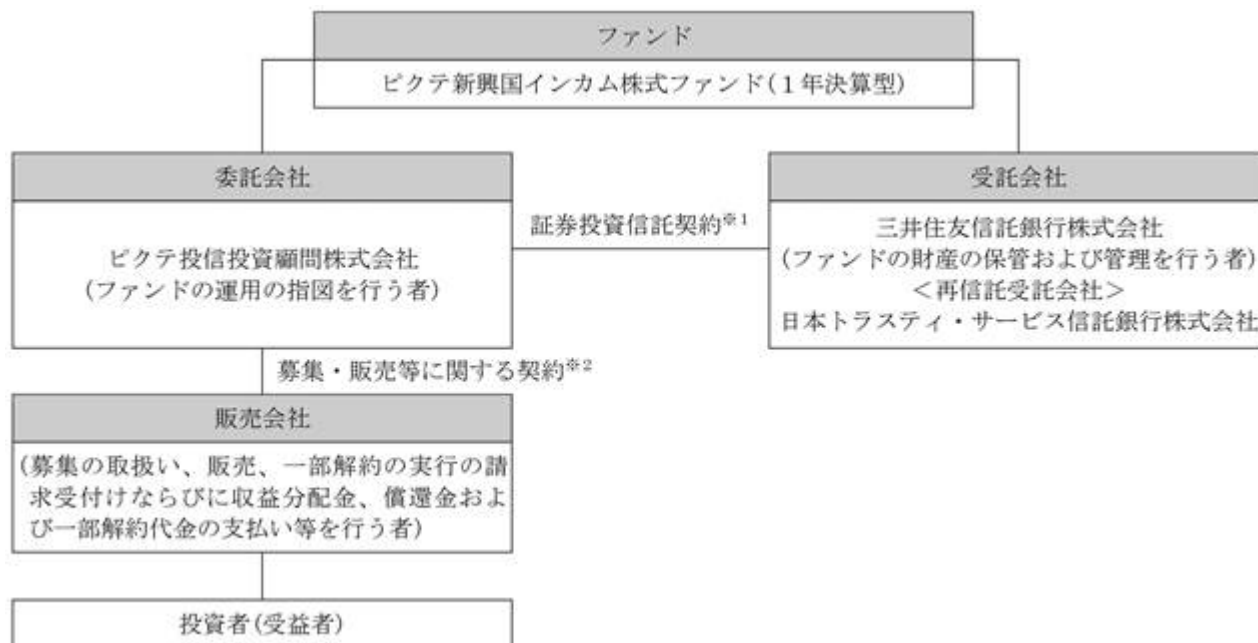 ファンド
ピクテ新興国インカム株式ファンド(１年決算型)
委託会社
ピクテ投信投資顧問株式会社
(ファンドの運用の指図を行う者)
証券投資信託契約※1
受託会社
三井住友信託銀行株式会社
(ファンドの財産の保管および管理を行う者)
＜再信託受託会社＞
日本トラスティ・サービス信託銀行株式会社
募集・販売等に関する契約※2
販売会社
(募集の取扱い、販売、一部解約の実行の請
求受付けならびに収益分配金、償還金およ
び一部解約代金の支払い等を行う者)
投資者(受益者)